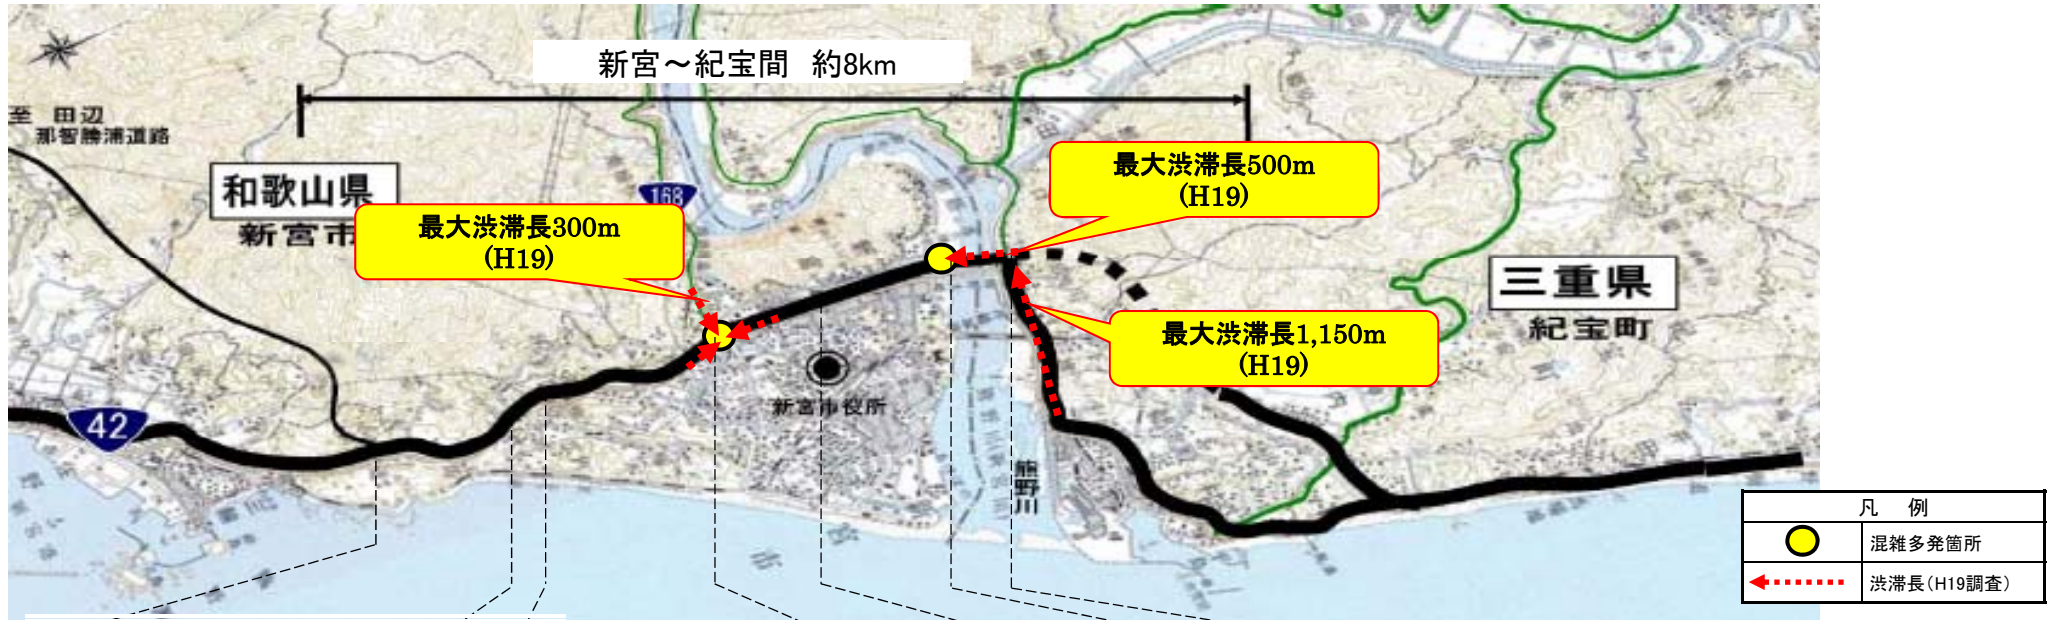 新宮～紀宝間　約8km
至　田辺
那智勝浦道路
和歌山県
新宮市
168
最大渋滞長300m
(H19)
最大渋滞長500m
(H19)
最大渋滞長1,150m
(H19)
三重県
紀宝町
42
新宮市役所
熊野川
凡　例
混雑多発箇所
渋滞長(H19調査)